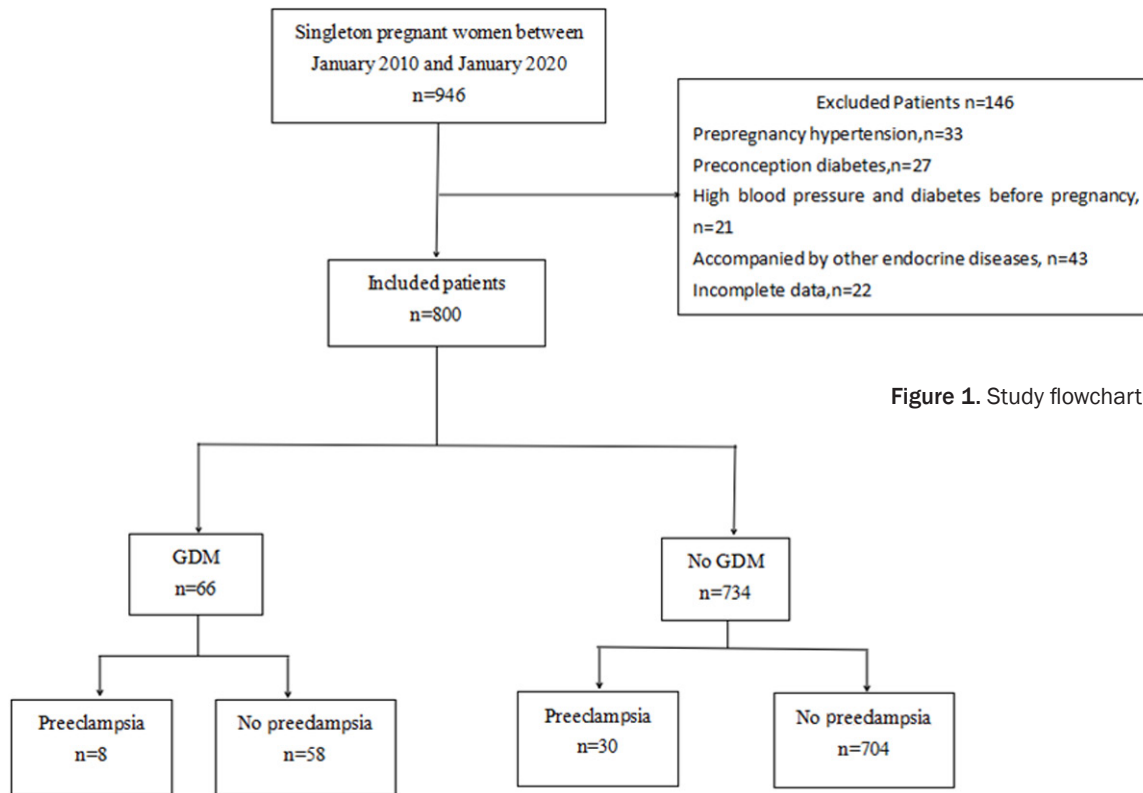 Singleton pregnant women between
January 2010 and January 2020
n=946
Excluded Patients n=146
Prepregnancy hypertension,n=33
Preconception diabetes,n=27
High blood pressure and diabetes before pregnancy,
n=21
Accompanied by other endocrine diseases, n=43
Incomplete data,n=22
Included patients
n=800
Figure 1. Study flowchart
GDM
n=66
No GDM
n=734
Preeclampsia
n=8
No preeclampsia
n=58
Preeclampsia
n=30
No preeclampsia
n=704